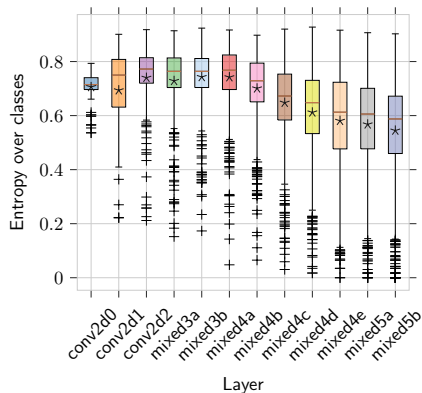 Entropy over classes
0.8
0.6
0.4
0.2
0
conv2d0
conv2d1
conv2d2
mixed3a
mixed3b
mixed4a
mixed4b
mixed4c
mixed4d
mixed4e
mixed5a
mixed5b
Layer